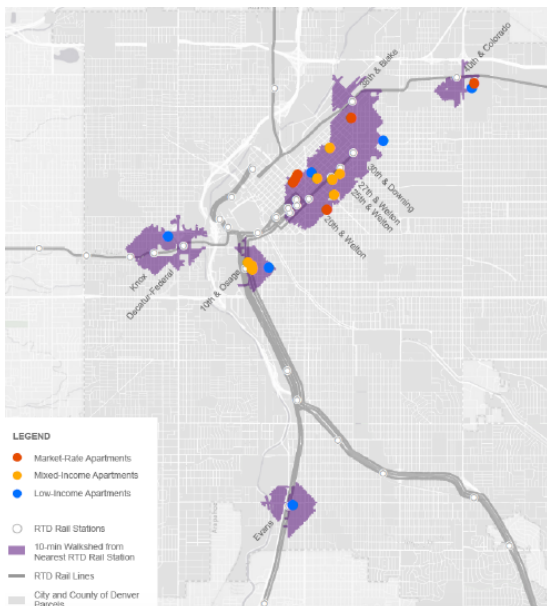 38th & Blake
40th & Colorado
30th & Downing
27th & Welton
25th & Welton
20th & Welton
Knox
Decatur-Federal
10th & Osage
Evans
LEGEND
Market-Rate Apartments
Mixed-Income Apartments
Low-Income Apartments
RTD Rail Stations
10-min Walkshed from
Nearest RTD Rail Station
RTD Rail Lines
City and County of Denver
Parcels